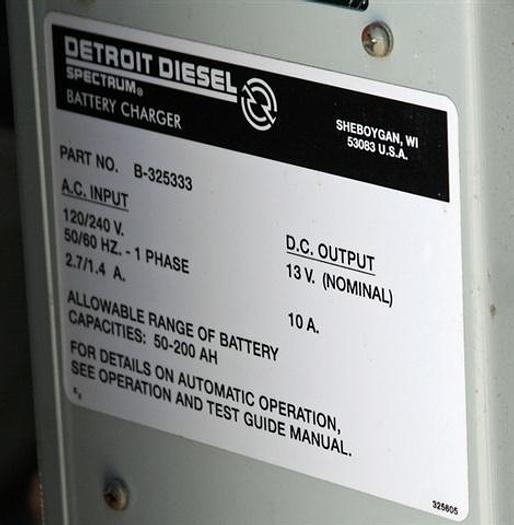 DETROIT DIESEL
SPECTRUM®
BATTERY CHARGER
SHEBOYGAN, WI
53083 U.S.A.
PART NO. B-325333
A.C. INPUT
120/240 V.
50/60 HZ. - 1 PHASE
2.7/1.4 A.
D.C. OUTPUT
13 V. (NOMINAL)
10 A.
ALLOWABLE RANGE OF BATTERY
CAPACITIES: 50-200 AH
FOR DETAILS ON AUTOMATIC OPERATION,
SEE OPERATION AND TEST GUIDE MANUAL.
325605